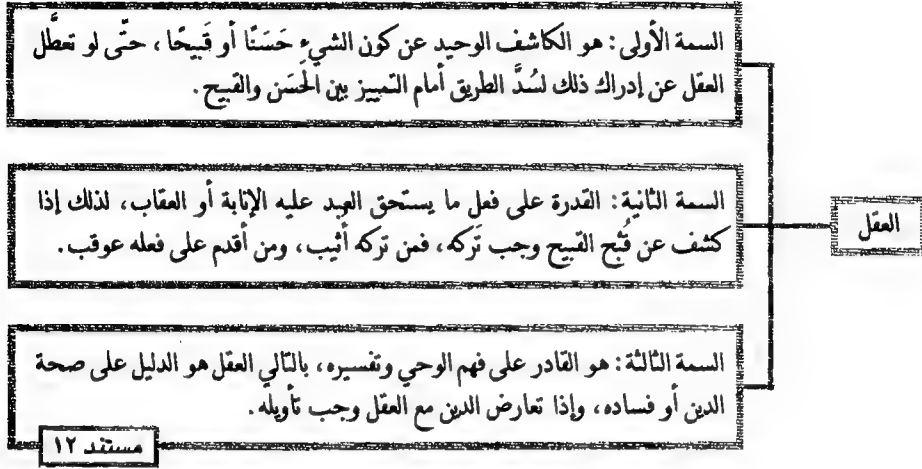 العقل
السمة الأولى: هو الكاشف الوحيد عن كون الشيء حَسَنًا أو قَبيحًا، حتّى لو تعطَّل
العقل عن إدراك ذلك لسُدَّ الطريق أمام التمييز بين الحَسَن والقبيح.
السمة الثانية: القدرة على فعل ما يستحق العبد عليه الإثابة أو العقاب، لذلك إذا
كشف عن قُبْح القبيح وجب تَركه، فمن تركه أثيب، ومن أقدم على فعله عوقب.
السمة الثالثة: هو القادر على فهم الوحي وتفسيره، بالتالي العقل هو الدليل على صحة
الدين أو فساده، وإذا تعارض الدين مع العقل وجب تأويله.
مستند ١٢